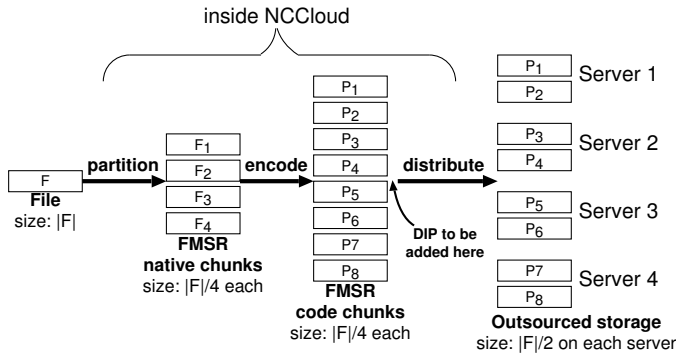 inside NCCloud
F
File
size: |F|
partition
F1
F2
F3
F4
FMSR
native chunks
size: |F|/4 each
encode
P1
P2
P3
P4
P5
P6
P7
P8
FMSR
code chunks
size: |F|/4 each
distribute
DIP to be
added here
P1
P2
Server 1
P3
P4
Server 2
P5
P6
Server 3
P7
P8
Server 4
Outsourced storage
size: |F|/2 on each server